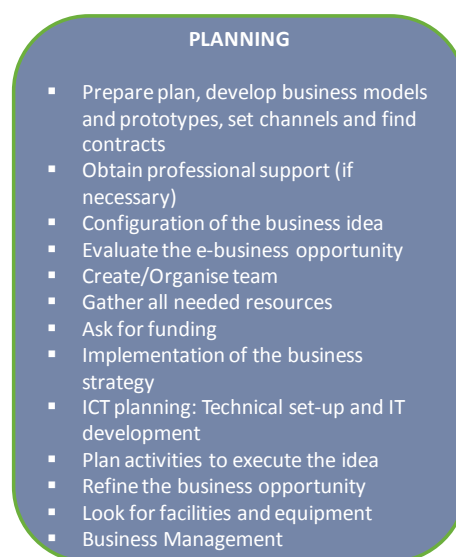 PLANNING
▪ Prepare plan, develop business models
and prototypes, set channels and find
contracts
▪ Obtain professional support (if
necessary)
▪ Configuration of the business idea
▪ Evaluate the e-business opportunity
▪ Create/Organise team
▪ Gather all needed resources
▪ Ask for funding
▪ Implementation of the business
strategy
▪ ICT planning: Technical set-up and IT
development
▪ Plan activities to execute the idea
▪ Refine the business opportunity
▪ Look for facilities and equipment
▪ Business Management